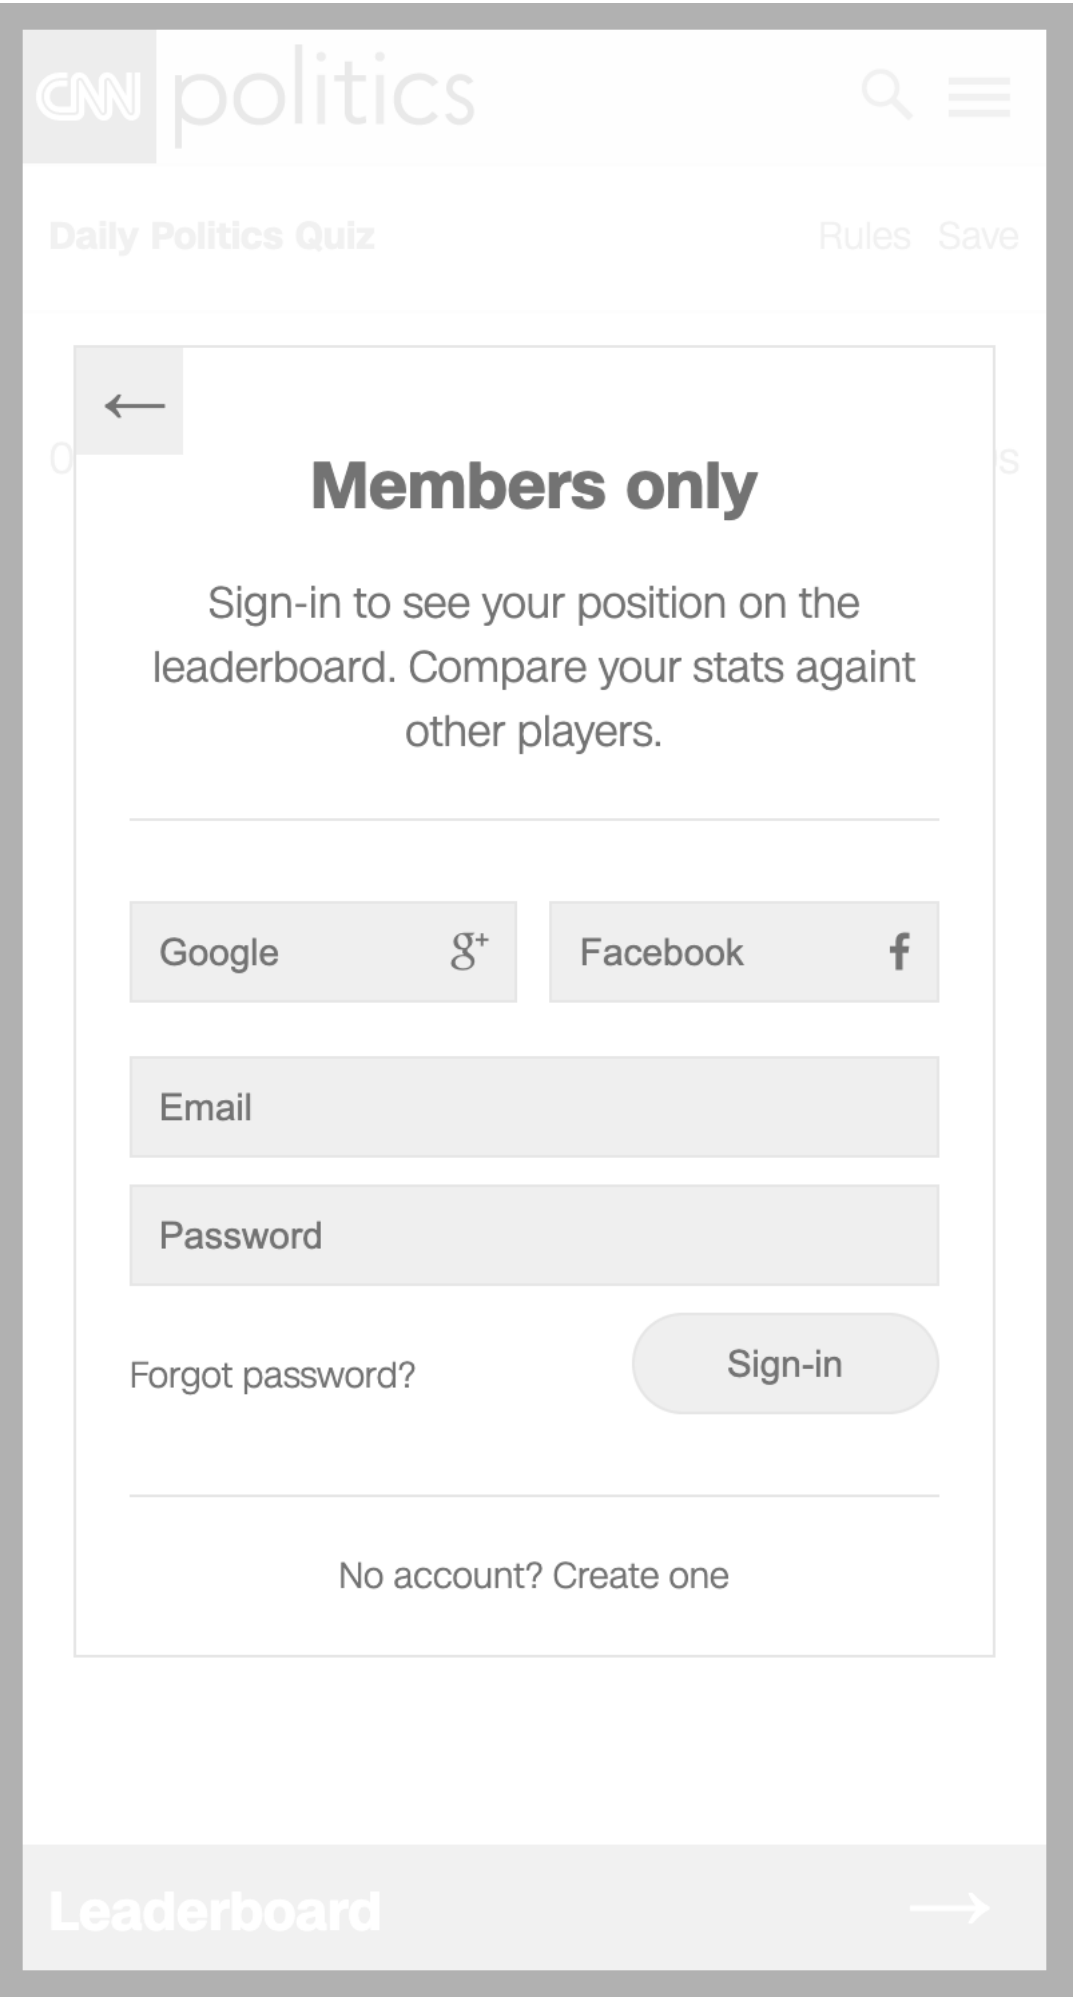 CNN politics
Daily Politics Quiz Rules Save
Members only
Sign-in to see your position on the
leaderboard. Compare your stats againt
other players.
Google g+ Facebook f
Email
Password
Forgot password? Sign-in
No account? Create one
Leaderboard